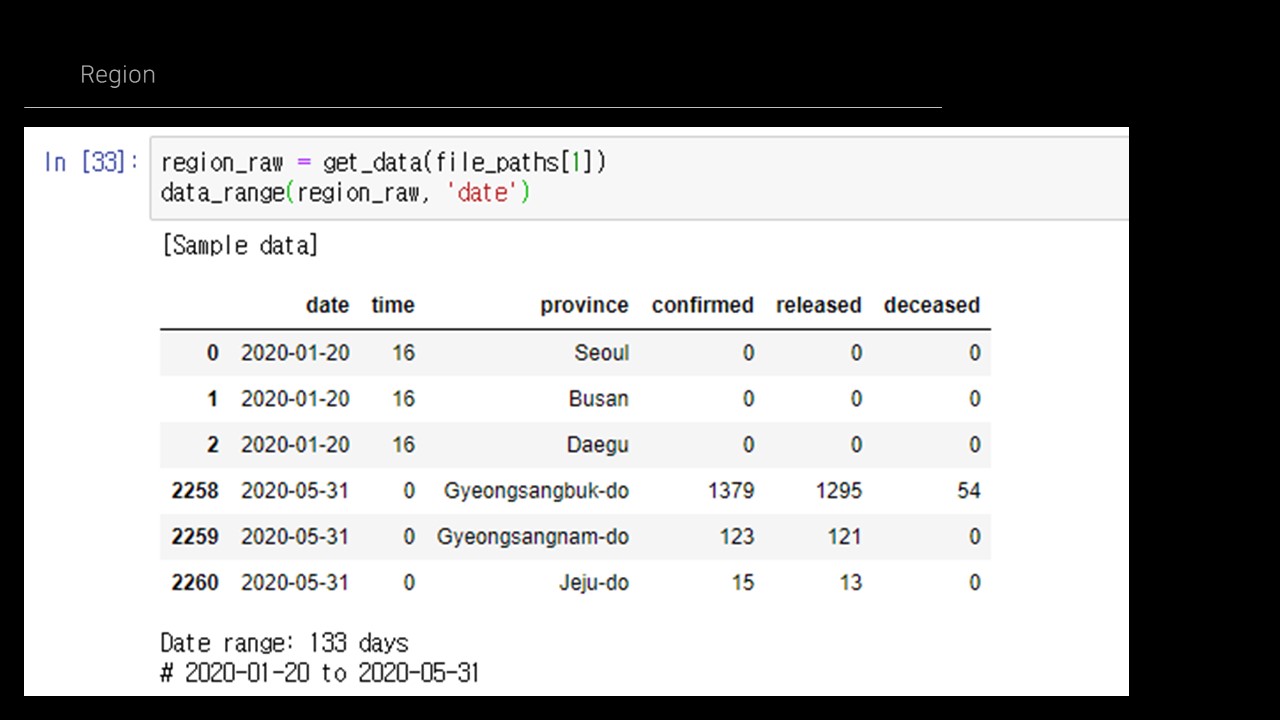 Region
In [33]: region_raw = get_data(file_paths[1])
data_range(region_raw, 'date')
[Sample data]
date time province confirmed released deceased
0 2020-01-20 16 Seoul 0 0 0
1 2020-01-20 16 Busan 0 0 0
2 2020-01-20 16 Daegu 0 0 0
2258 2020-05-31 0 Gyeongsangbuk-do 1379 1295 54
2259 2020-05-31 0 Gyeongsangnam-do 123 121 0
2260 2020-05-31 0 Jeju-do 15 13 0
Date range: 133 days
# 2020-01-20 to 2020-05-31